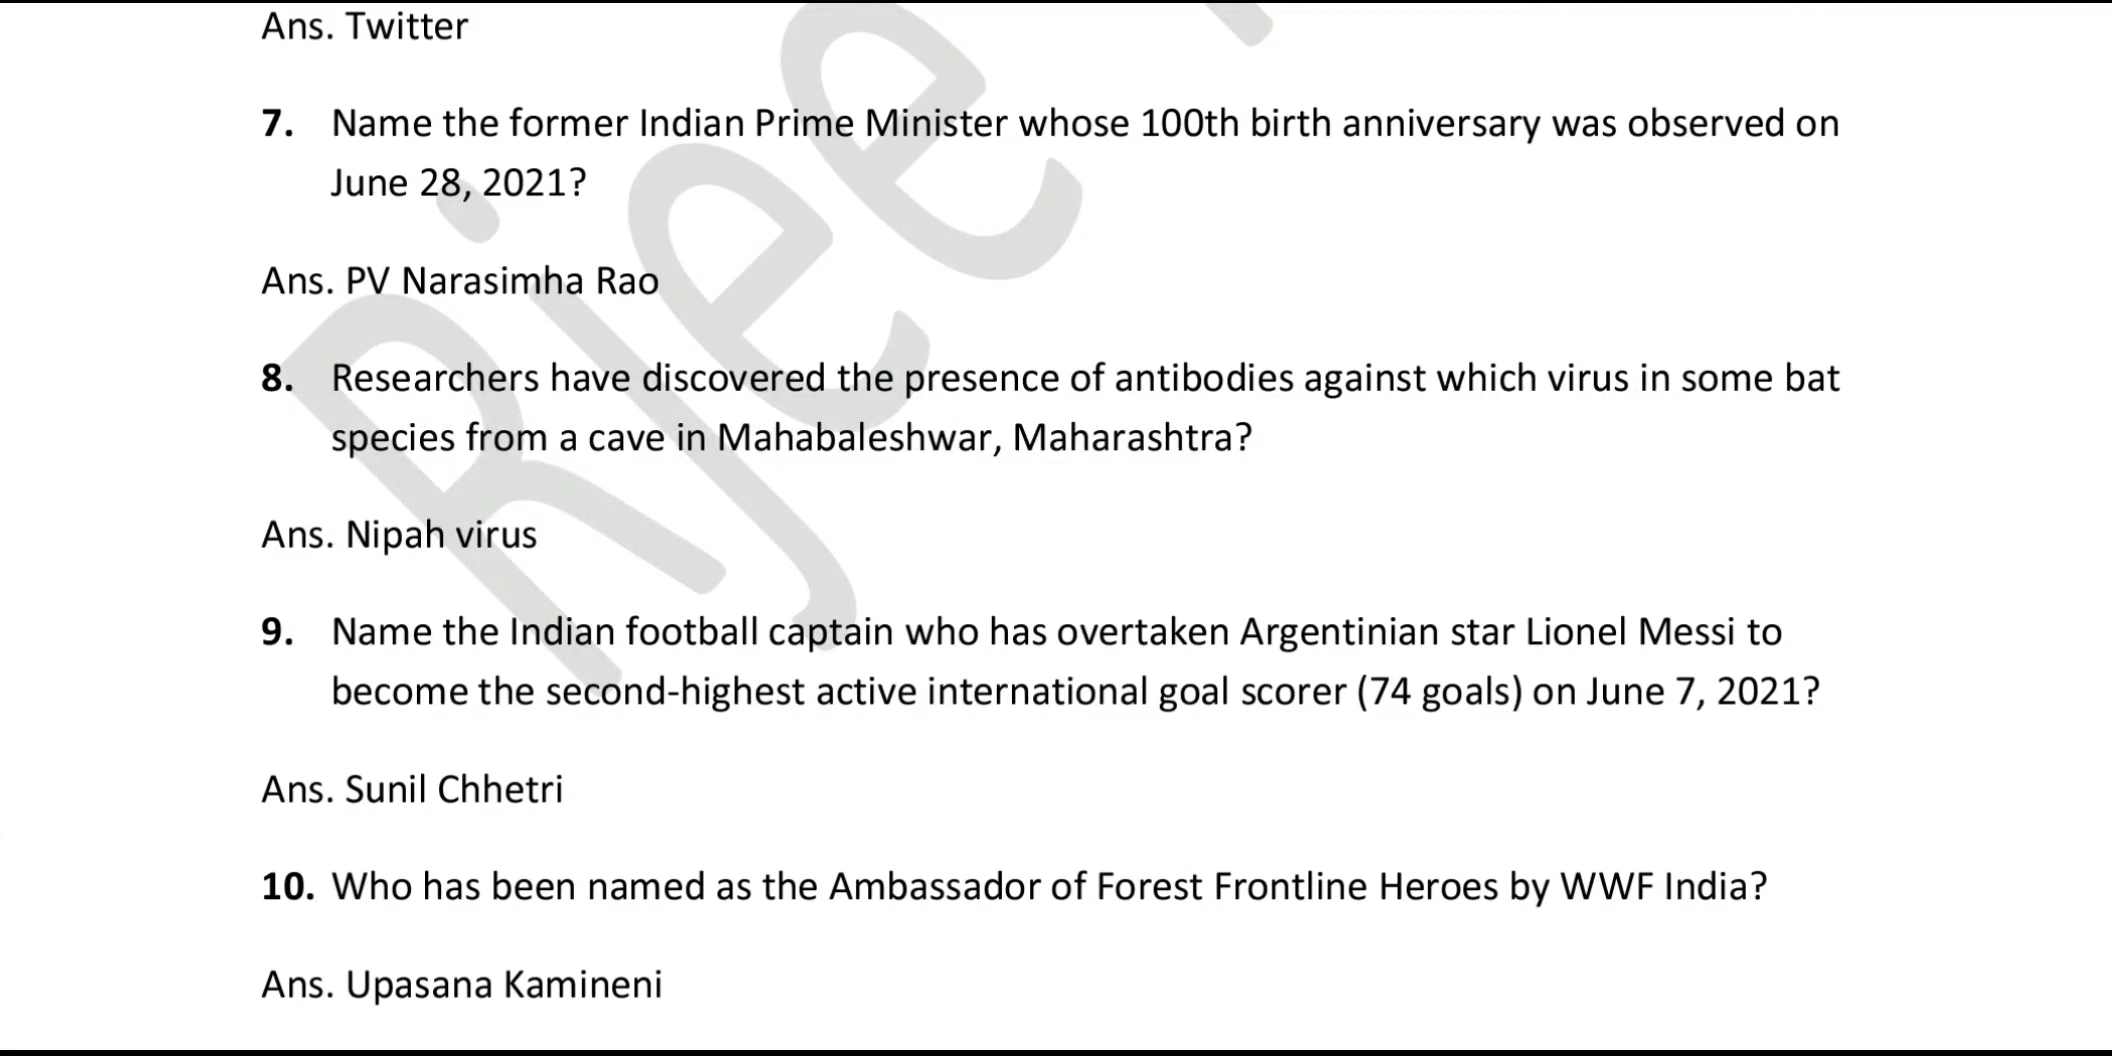 Ans. Twitter
7. Name the former Indian Prime Minister whose 100th birth anniversary was observed on
June 28, 2021?
Ans. PV Narasimha Rao
8. Researchers have discovered the presence of antibodies against which virus in some bat
species from a cave in Mahabaleshwar, Maharashtra?
Ans. Nipah virus
9. Name the Indian football captain who has overtaken Argentinian star Lionel Messi to
become the second-highest active international goal scorer (74 goals) on June 7, 2021?
Ans. Sunil Chhetri
10. Who has been named as the Ambassador of Forest Frontline Heroes by WWF India?
Ans. Upasana Kamineni